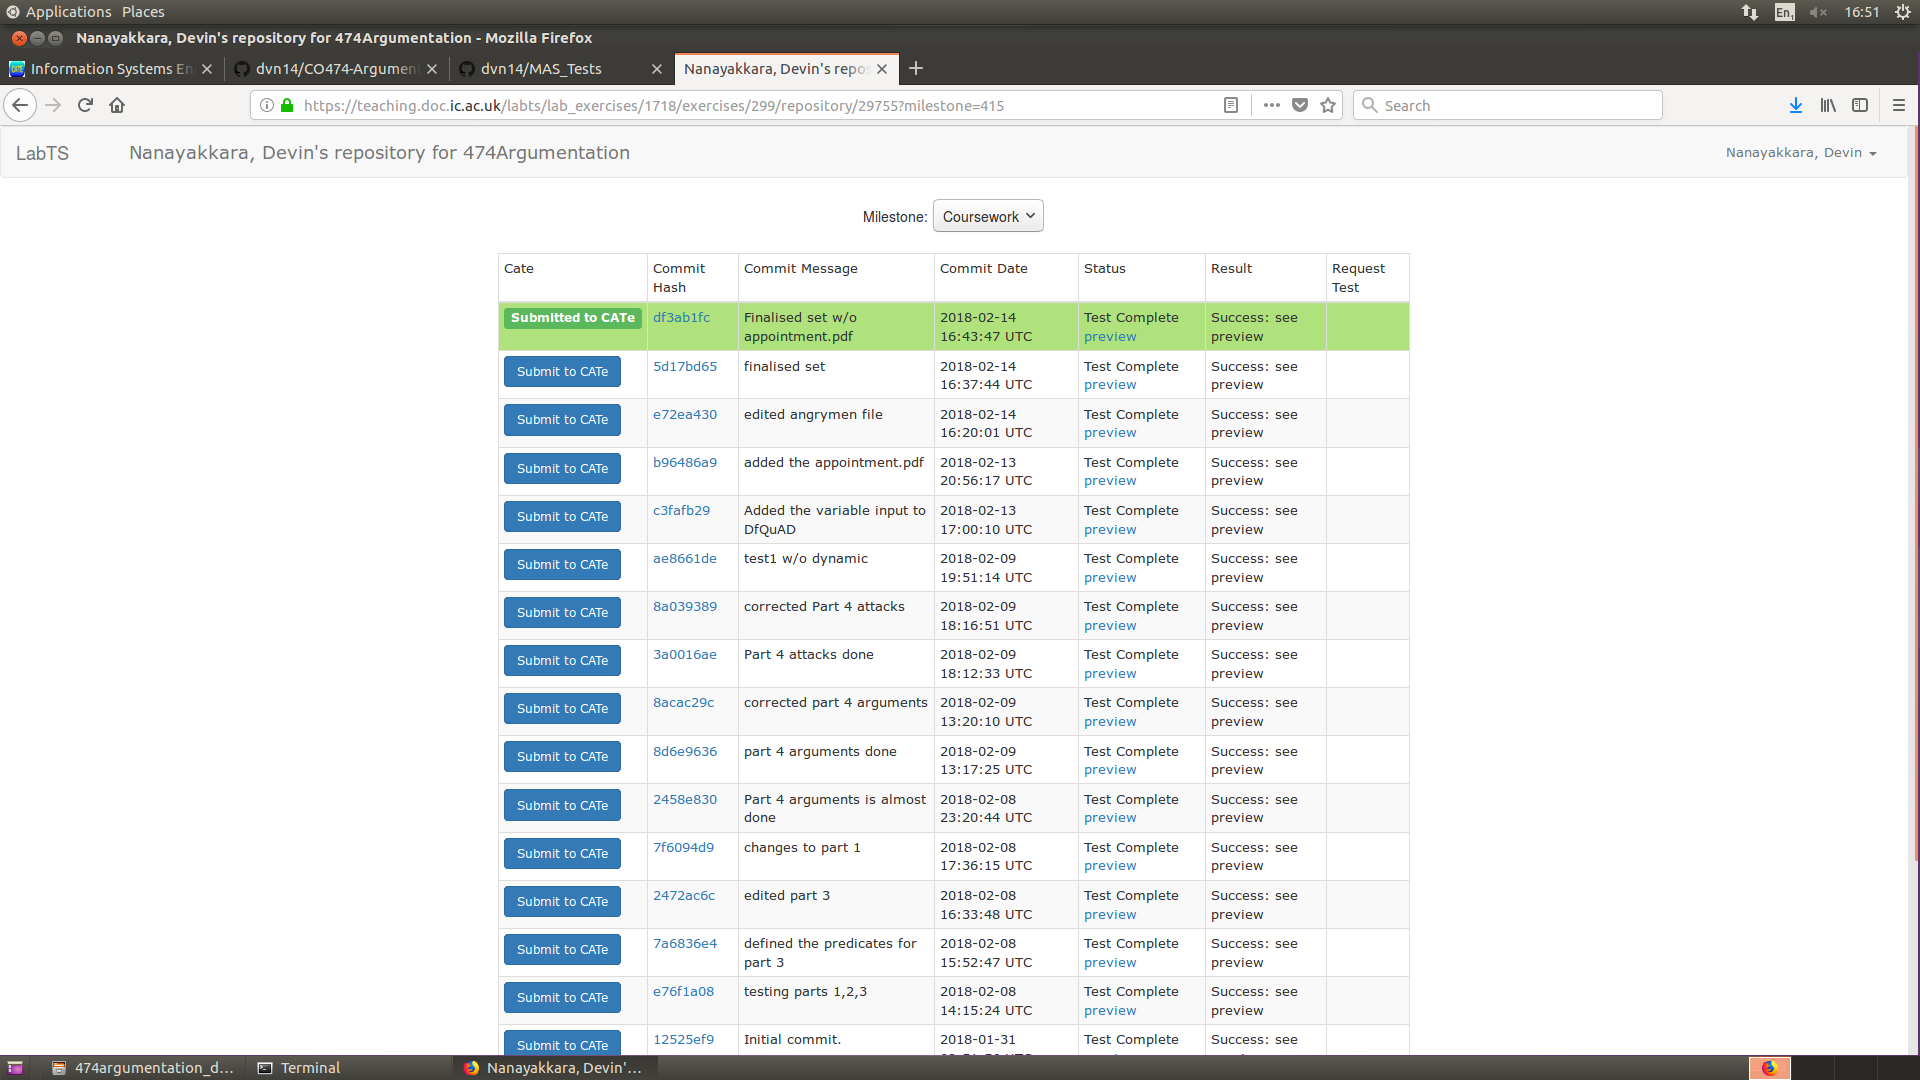 Applications Places
En1 16:51
Nanayakkara, Devin's repository for 474Argumentation - Mozilla Firefox
Information Systems En
dvn14/CO474-Argumen
dvn14/MAS_Tests
Nanayakkara, Devin's repos
https://teaching.doc.ic.ac.uk/labts/lab_exercises/1718/exercises/299/repository/29755?milestone=415
Search
LabTS
Nanayakkara, Devin's repository for 474Argumentation
Nanayakkara, Devin
Milestone: Coursework
Cate Commit Hash Commit Message Commit Date Status Result Request Test
Submitted to CATe df3ab1fc Finalised set w/o appointment.pdf 2018-02-14 16:43:47 UTC Test Complete preview Success: see preview
Submit to CATe 5d17bd65 finalised set 2018-02-14 16:37:44 UTC Test Complete preview Success: see preview
Submit to CATe e72ea430 edited angrymen file 2018-02-14 16:20:01 UTC Test Complete preview Success: see preview
Submit to CATe b96486a9 added the appointment.pdf 2018-02-13 20:56:17 UTC Test Complete preview Success: see preview
Submit to CATe c3fafb29 Added the variable input to DfQuAD 2018-02-13 17:00:10 UTC Test Complete preview Success: see preview
Submit to CATe ae8661de test1 w/o dynamic 2018-02-09 19:51:14 UTC Test Complete preview Success: see preview
Submit to CATe 8a039389 corrected Part 4 attacks 2018-02-09 18:16:51 UTC Test Complete preview Success: see preview
Submit to CATe 3a0016ae Part 4 attacks done 2018-02-09 18:12:33 UTC Test Complete preview Success: see preview
Submit to CATe 8acac29c corrected part 4 arguments 2018-02-09 13:20:10 UTC Test Complete preview Success: see preview
Submit to CATe 8d6e9636 part 4 arguments done 2018-02-09 13:17:25 UTC Test Complete preview Success: see preview
Submit to CATe 2458e830 Part 4 arguments is almost done 2018-02-08 23:20:44 UTC Test Complete preview Success: see preview
Submit to CATe 7f6094d9 changes to part 1 2018-02-08 17:36:15 UTC Test Complete preview Success: see preview
Submit to CATe 2472ac6c edited part 3 2018-02-08 16:33:48 UTC Test Complete preview Success: see preview
Submit to CATe 7a6836e4 defined the predicates for part 3 2018-02-08 15:52:47 UTC Test Complete preview Success: see preview
Submit to CATe e76f1a08 testing parts 1,2,3 2018-02-08 14:15:24 UTC Test Complete preview Success: see preview
Submit to CATe 12525ef9 Initial commit. 2018-01-31 Test Complete Success: see
474argumentation_d...
Terminal
Nanayakkara, Devin'...